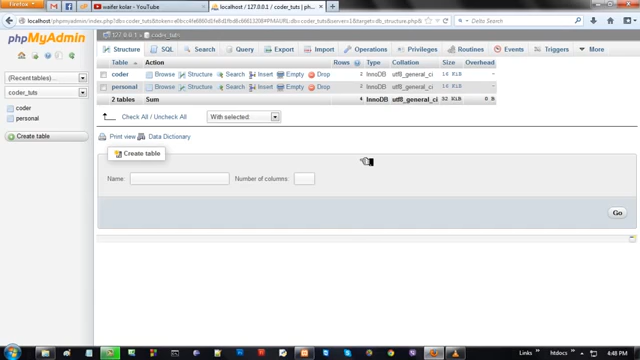 Firefox
waifer kolar - YouTube
localhost / 127.0.0.1 / coder_tuts | ph...
127.0.0.1 » coder_tuts
phpMyAdmin
Structure SQL Search Query Export Import Operations Privileges Routines Events Triggers More
Table Action Rows Type Collation Size Overhead
coder Browse Structure Search Insert Empty Drop 2 InnoDB utf8_general_ci 16 KiB -
personal Browse Structure Search Insert Empty Drop 2 InnoDB utf8_general_ci 16 KiB -
2 tables Sum 4 InnoDB utf8_general_ci 32 KiB 0 B
(Recent tables) ...
coder_tuts
coder
personal
Create table
Check All / Uncheck All With selected:
Print view Data Dictionary
Create table
Name: Number of columns:
Go
Links » htdocs » 4:48 PM